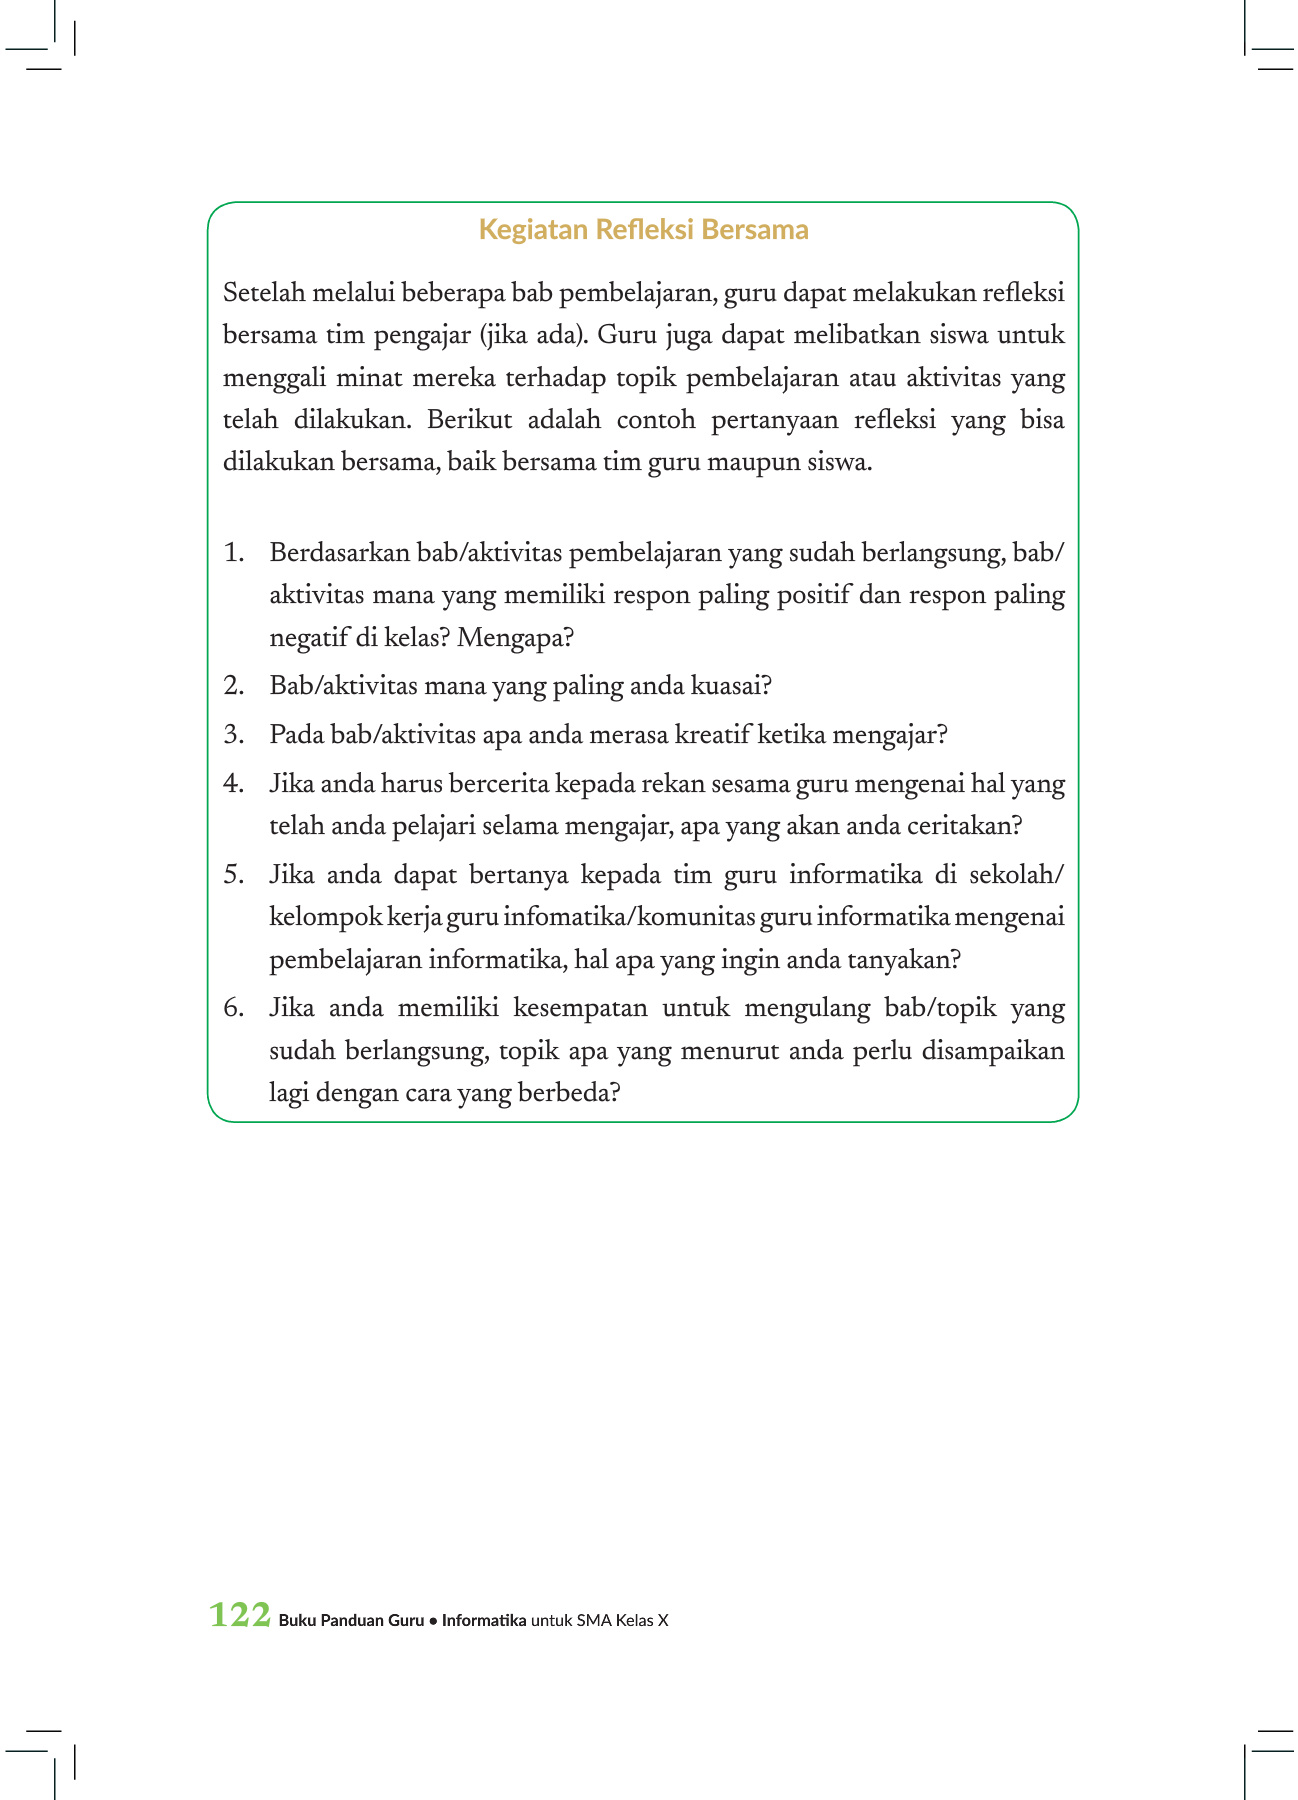 Kegiatan Refleksi Bersama
Setelah melalui beberapa bab pembelajaran, guru dapat melakukan refleksi
bersama tim pengajar (jika ada). Guru juga dapat melibatkan siswa untuk
menggali minat mereka terhadap topik pembelajaran atau aktivitas yang
telah dilakukan. Berikut adalah contoh pertanyaan refleksi yang bisa
dilakukan bersama, baik bersama tim guru maupun siswa.
1. Berdasarkan bab/aktivitas pembelajaran yang sudah berlangsung, bab/
aktivitas mana yang memiliki respon paling positif dan respon paling
negatif di kelas? Mengapa?
2. Bab/aktivitas mana yang paling anda kuasai?
3. Pada bab/aktivitas apa anda merasa kreatif ketika mengajar?
4. Jika anda harus bercerita kepada rekan sesama guru mengenai hal yang
telah anda pelajari selama mengajar, apa yang akan anda ceritakan?
5. Jika anda dapat bertanya kepada tim guru informatika di sekolah/
kelompok kerja guru infomatika/komunitas guru informatika mengenai
pembelajaran informatika, hal apa yang ingin anda tanyakan?
6. Jika anda memiliki kesempatan untuk mengulang bab/topik yang
sudah berlangsung, topik apa yang menurut anda perlu disampaikan
lagi dengan cara yang berbeda?
122 Buku Panduan Guru • Informatika untuk SMA Kelas X